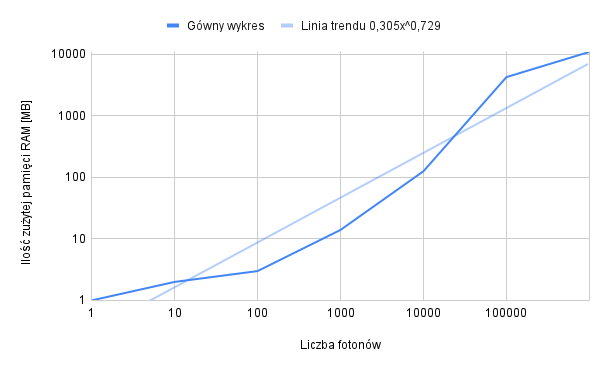 Gówny wykres Linia trendu 0,305x^0,729
Ilość zużytej pamięci RAM [MB]
10000
1000
100
10
1
1 10 100 1000 10000 100000
Liczba fotonów